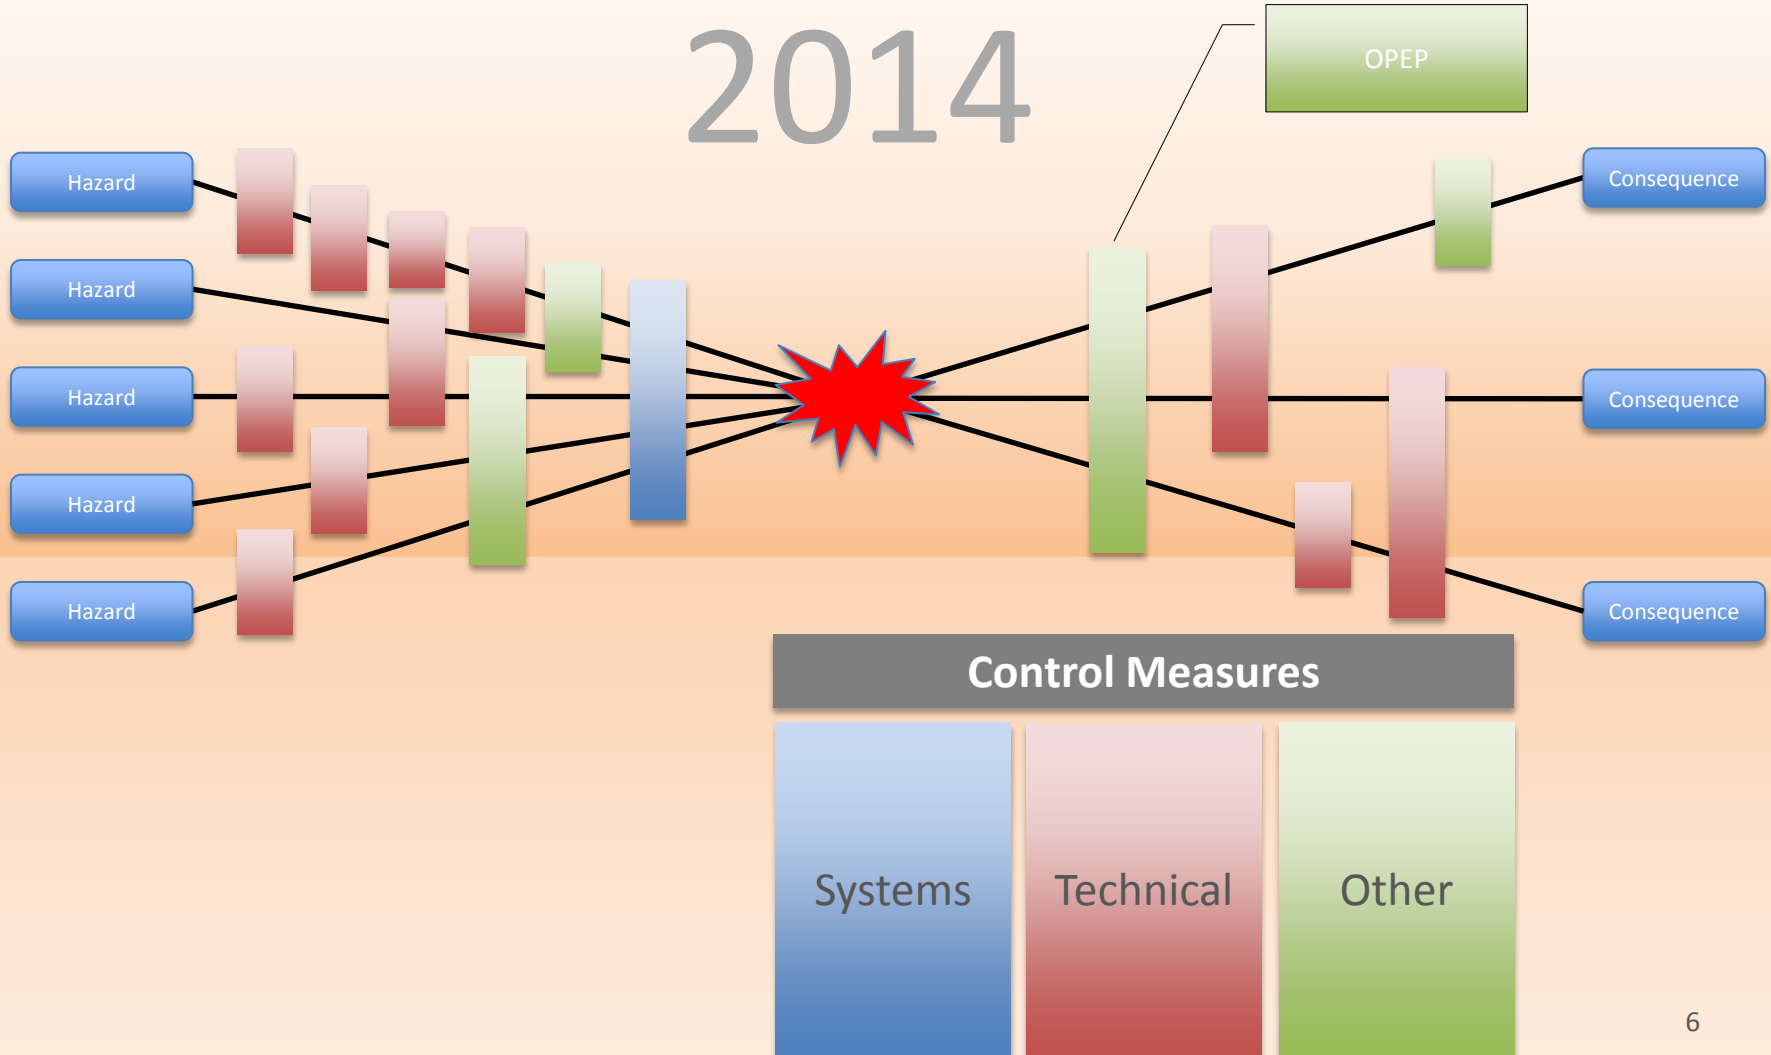 2014
OPEP
Hazard
Hazard
Hazard
Hazard
Hazard
Consequence
Consequence
Consequence
Control Measures
Systems
Technical
Other
6